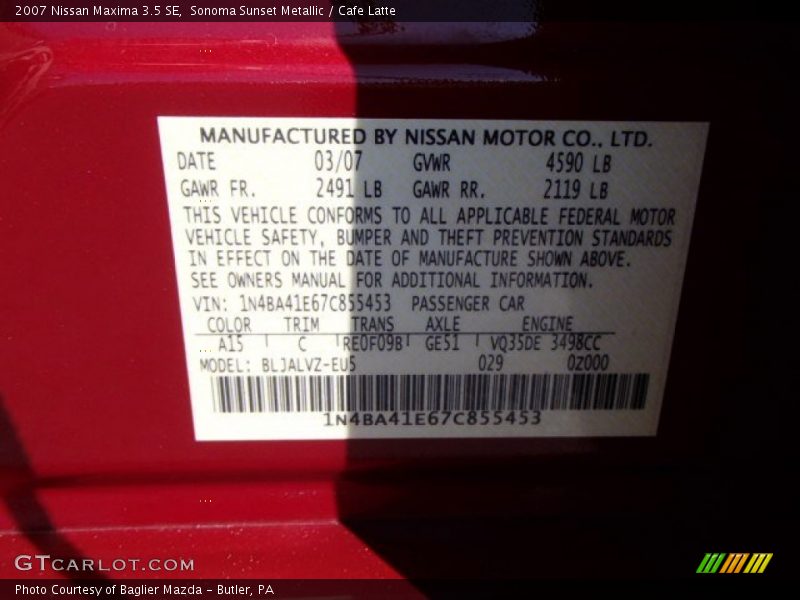 2007 Nissan Maxima 3.5 SE, Sonoma Sunset Metallic / Cafe Latte
MANUFACTURED BY NISSAN MOTOR CO., LTD.
DATE 03/07 GVWR 4590 LB
GAWR FR. 2491 LB GAWR RR. 2119 LB
THIS VEHICLE CONFORMS TO ALL APPLICABLE FEDERAL MOTOR
VEHICLE SAFETY, BUMPER AND THEFT PREVENTION STANDARDS
IN EFFECT ON THE DATE OF MANUFACTURE SHOWN ABOVE.
SEE OWNERS MANUAL FOR ADDITIONAL INFORMATION.
VIN: 1N4BA41E67C855453 PASSENGER CAR
COLOR TRIM TRANS AXLE ENGINE
A15 C RE0F09B GE51 VQ35DE 3498CC
MODEL: BLJALVZ-EU5 029 0Z000
1N4BA41E67C855453
GTCARLOT.COM
Photo Courtesy of Baglier Mazda - Butler, PA